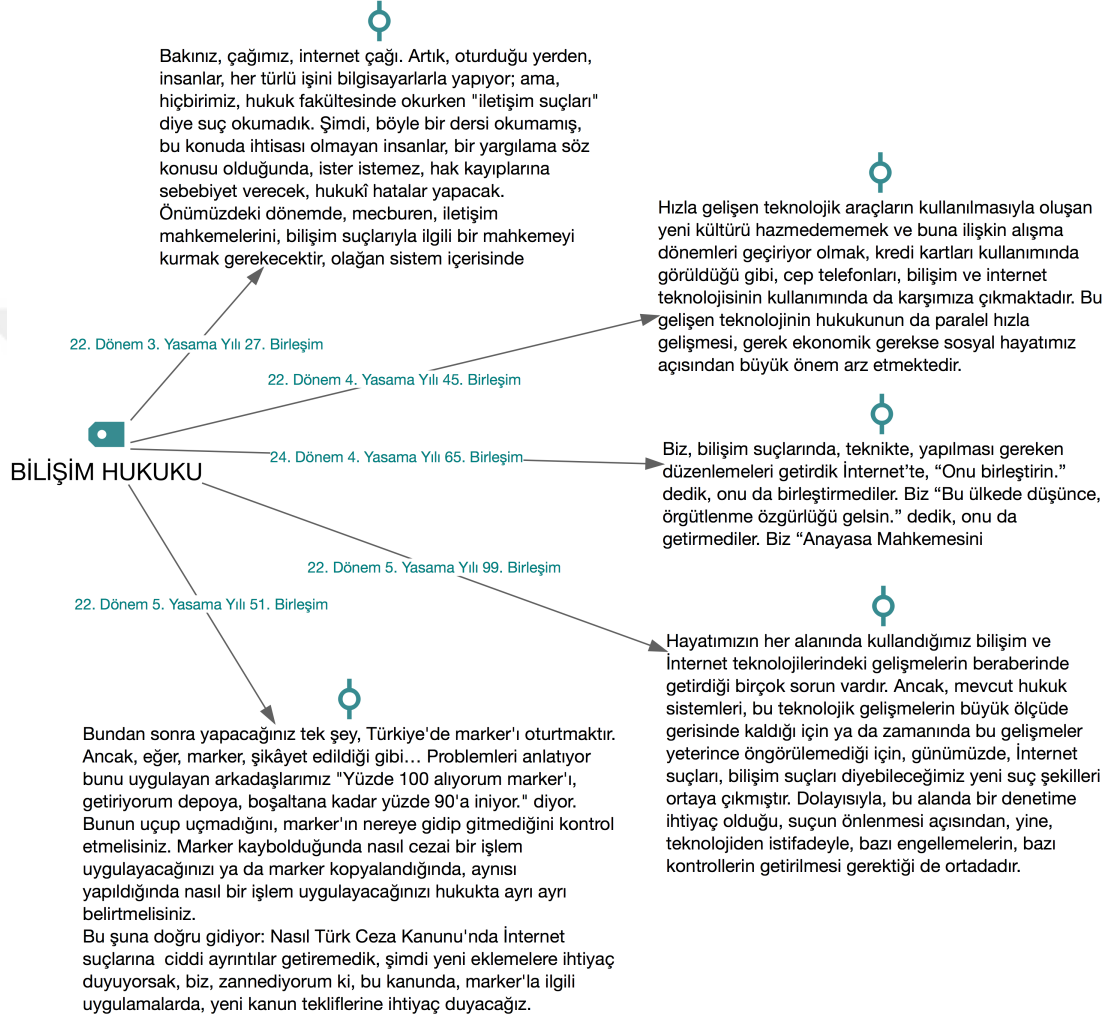 Bakınız, çağımız, internet çağı. Artık, oturduğu yerden,
insanlar, her türlü işini bilgisayarlarla yapıyor; ama,
hiçbirimiz, hukuk fakültesinde okurken "iletişim suçları"
diye suç okumadık. Şimdi, böyle bir dersi okumamış,
bu konuda ihtisası olmayan insanlar, bir yargılama söz
konusu olduğunda, ister istemez, hak kayıplarına
sebebiyet verecek, hukukî hatalar yapacak.
Önümüzdeki dönemde, mecburen, iletişim
mahkemelerini, bilişim suçlarıyla ilgili bir mahkemeyi
kurmak gerekecektir, olağan sistem içerisinde
Hızla gelişen teknolojik araçların kullanılmasıyla oluşan
yeni kültürü hazmedememek ve buna ilişkin alışma
dönemleri geçiriyor olmak, kredi kartları kullanımında
görüldüğü gibi, cep telefonları, bilişim ve internet
teknolojisinin kullanımında da karşımıza çıkmaktadır. Bu
gelişen teknolojinin hukukunun da paralel hızla
gelişmesi, gerek ekonomik gerekse sosyal hayatımız
açısından büyük önem arz etmektedir.
22. Dönem 3. Yasama Yılı 27. Birleşim
22. Dönem 4. Yasama Yılı 45. Birleşim
24. Dönem 4. Yasama Yılı 65. Birleşim
BİLİŞİM HUKUKU
Biz, bilişim suçlarında, teknikte, yapılması gereken
düzenlemeleri getirdik İnternet’te, “Onu birleştirin.”
dedik, onu da birleştirmediler. Biz “Bu ülkede düşünce,
örgütlenme özgürlüğü gelsin.” dedik, onu da
getirmediler. Biz “Anayasa Mahkemesini
22. Dönem 5. Yasama Yılı 99. Birleşim
22. Dönem 5. Yasama Yılı 51. Birleşim
Hayatımızın her alanında kullandığımız bilişim ve
İnternet teknolojilerindeki gelişmelerin beraberinde
getirdiği birçok sorun vardır. Ancak, mevcut hukuk
sistemleri, bu teknolojik gelişmelerin büyük ölçüde
gerisinde kaldığı için ya da zamanında bu gelişmeler
yeterince öngörülemediği için, günümüzde, İnternet
suçları, bilişim suçları diyebileceğimiz yeni suç şekilleri
ortaya çıkmıştır. Dolayısıyla, bu alanda bir denetime
ihtiyaç olduğu, suçun önlenmesi açısından, yine,
teknolojiden istifadeyle, bazı engellemelerin, bazı
kontrollerin getirilmesi gerektiği de ortadadır.
Bundan sonra yapacağınız tek şey, Türkiye'de marker'ı oturtmaktır.
Ancak, eğer, marker, şikâyet edildiği gibi… Problemleri anlatıyor
bunu uygulayan arkadaşlarımız "Yüzde 100 alıyorum marker'ı,
getiriyorum depoya, boşaltana kadar yüzde 90'a iniyor." diyor.
Bunun uçup uçmadığını, marker'ın nereye gidip gitmediğini kontrol
etmelisiniz. Marker kaybolduğunda nasıl cezai bir işlem
uygulayacağınızı ya da marker kopyalandığında, aynısı
yapıldığında nasıl bir işlem uygulayacağınızı hukukta ayrı ayrı
belirtmelisiniz.
Bu şuna doğru gidiyor: Nasıl Türk Ceza Kanunu'nda İnternet
suçlarına  ciddi ayrıntılar getiremedik, şimdi yeni eklemelere ihtiyaç
duyuyorsak, biz, zannediyorum ki, bu kanunda, marker'la ilgili
uygulamalarda, yeni kanun tekliflerine ihtiyaç duyacağız.